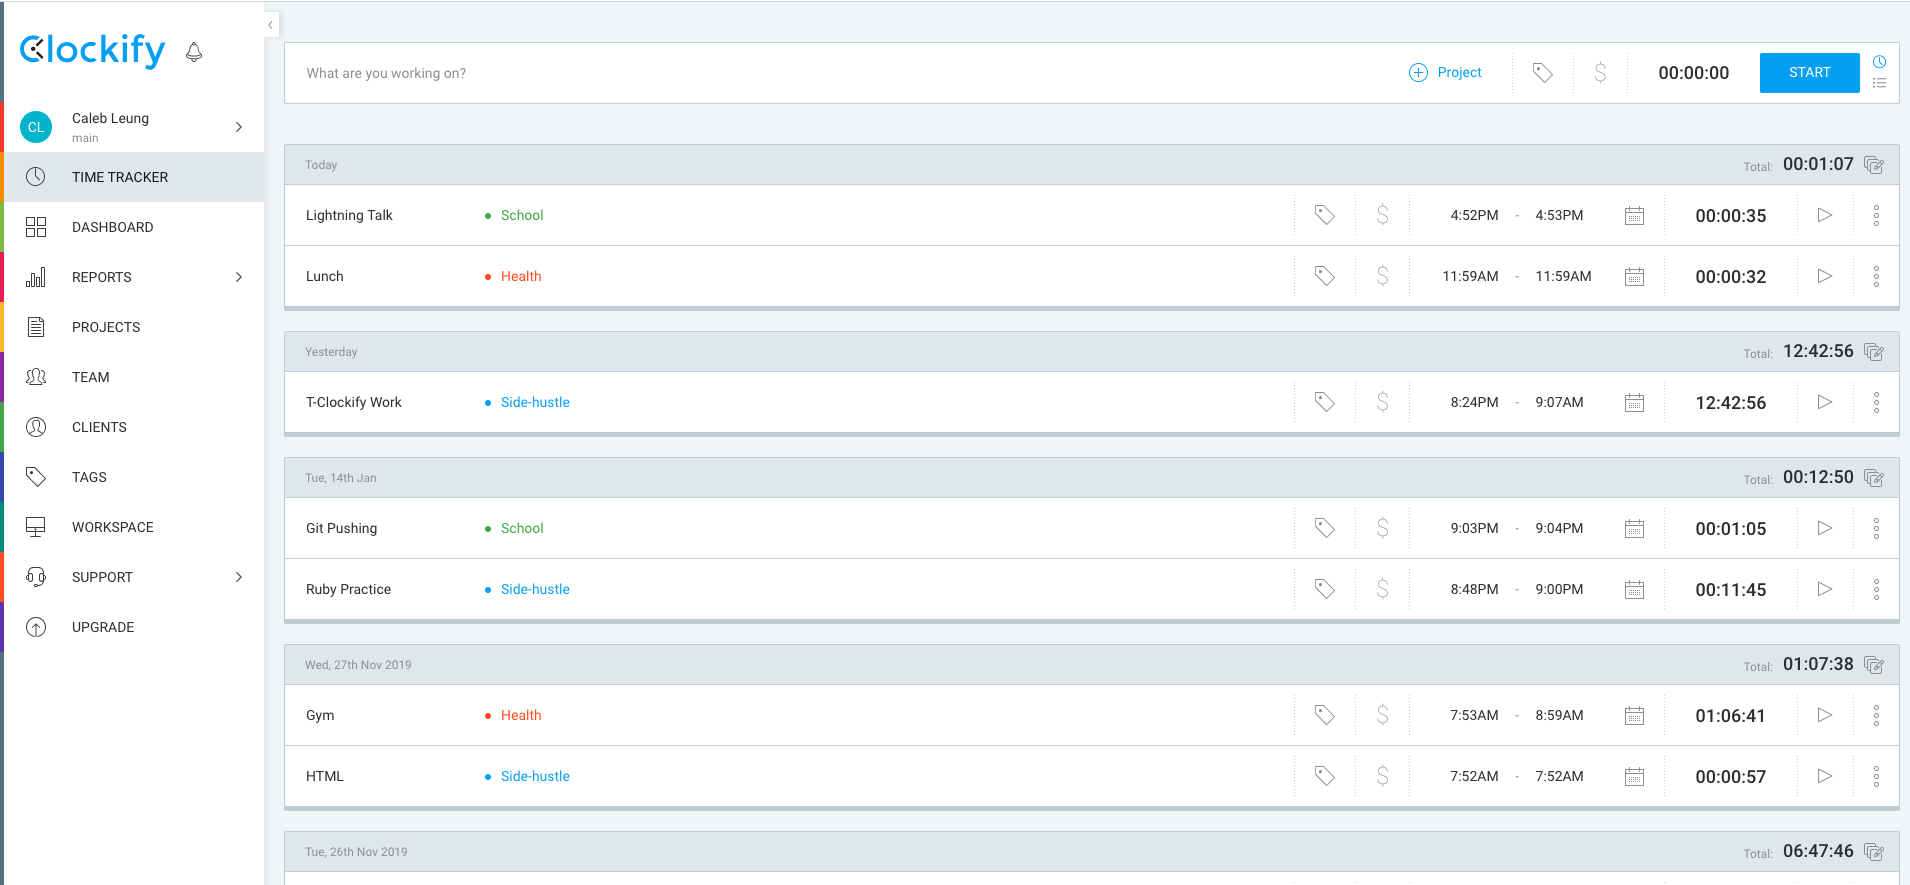 Clockify
CL
Caleb Leung
main
TIME TRACKER
DASHBOARD
REPORTS
PROJECTS
TEAM
CLIENTS
TAGS
WORKSPACE
SUPPORT
UPGRADE
What are you working on? Project $ 00:00:00 START
Today Total: 00:01:07
Lightning Talk School $ 4:52PM - 4:53PM 00:00:35
Lunch Health $ 11:59AM - 11:59AM 00:00:32
Yesterday Total: 12:42:56
T-Clockify Work Side-hustle $ 8:24PM - 9:07AM 12:42:56
Tue, 14th Jan Total: 00:12:50
Git Pushing School $ 9:03PM - 9:04PM 00:01:05
Ruby Practice Side-hustle $ 8:48PM - 9:00PM 00:11:45
Wed, 27th Nov 2019 Total: 01:07:38
Gym Health $ 7:53AM - 8:59AM 01:06:41
HTML Side-hustle $ 7:52AM - 7:52AM 00:00:57
Tue, 26th Nov 2019 Total: 06:47:46